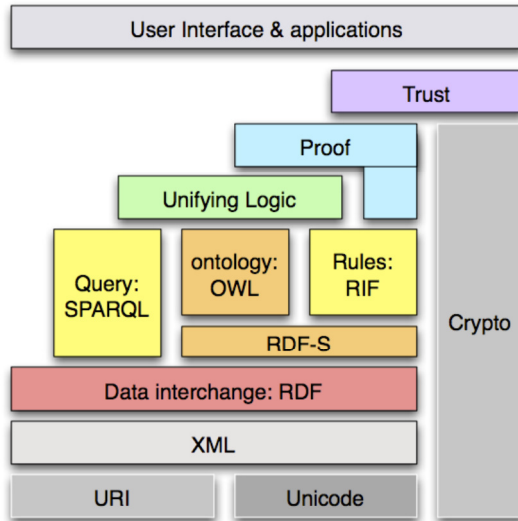 User Interface & applications
Trust
Proof
Unifying Logic
Query:
SPARQL
ontology:
OWL
Rules:
RIF
Crypto
RDF-S
Data interchange: RDF
XML
URI
Unicode